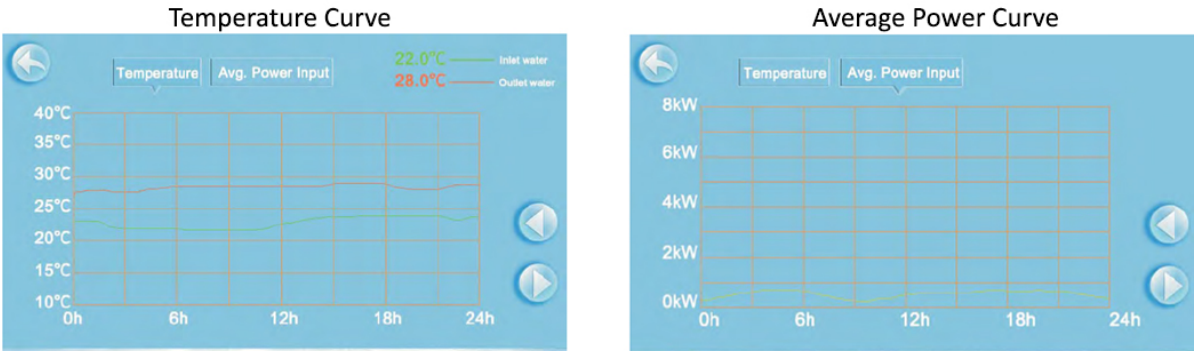 Temperature Curve
Temperature
Avg. Power Input
22.0℃
Inlet water
28.0℃
Outlet water
40℃
35℃
30℃
25℃
20℃
15℃
10℃
0h
6h
12h
18h
24h
Average Power Curve
Temperature
Avg. Power Input
8kW
6kW
4kW
2kW
0kW
0h
6h
12h
18h
24h